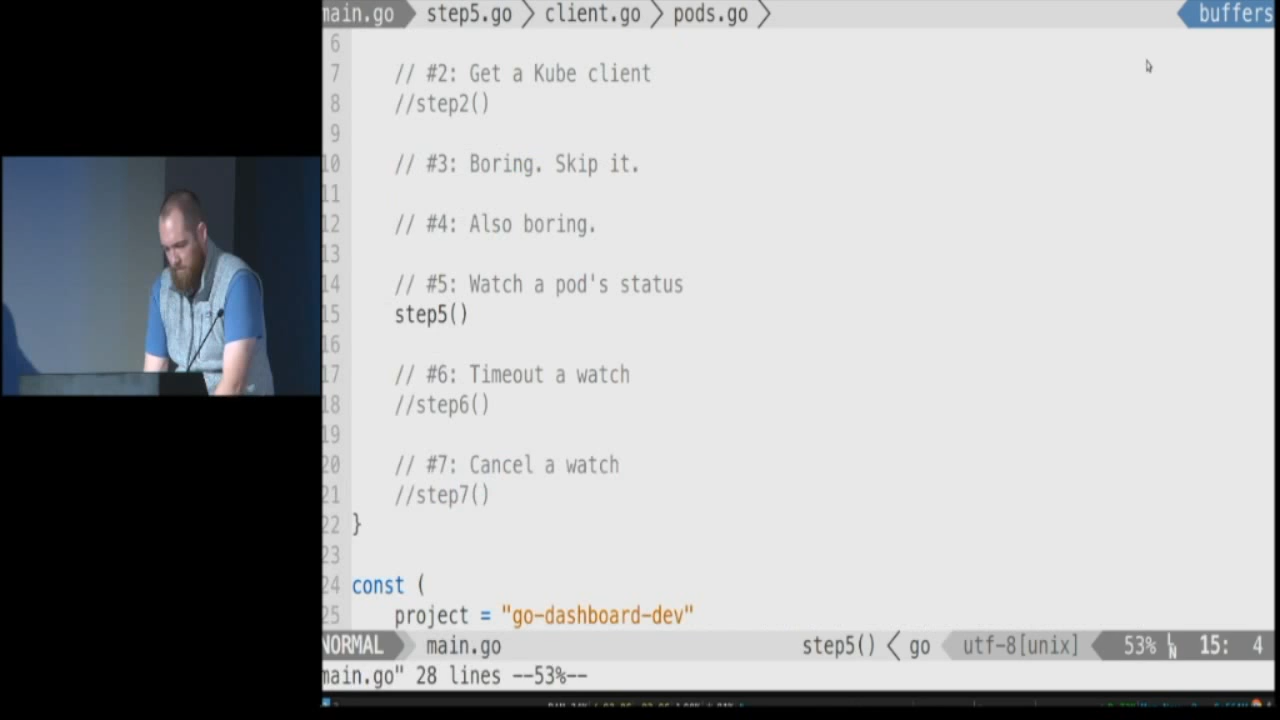 main.go step5.go client.go pods.go buffers
6
7 // #2: Get a Kube client
8 //step2()
9
10 // #3: Boring. Skip it.
11
12 // #4: Also boring.
13
14 // #5: Watch a pod's status
15 step5()
16
17 // #6: Timeout a watch
18 //step6()
19
20 // #7: Cancel a watch
21 //step7()
22 }
23
24 const (
25 project = "go-dashboard-dev"
NORMAL main.go step5() < go utf-8[unix] 53% LN 15: 4
main.go" 28 lines --53%--